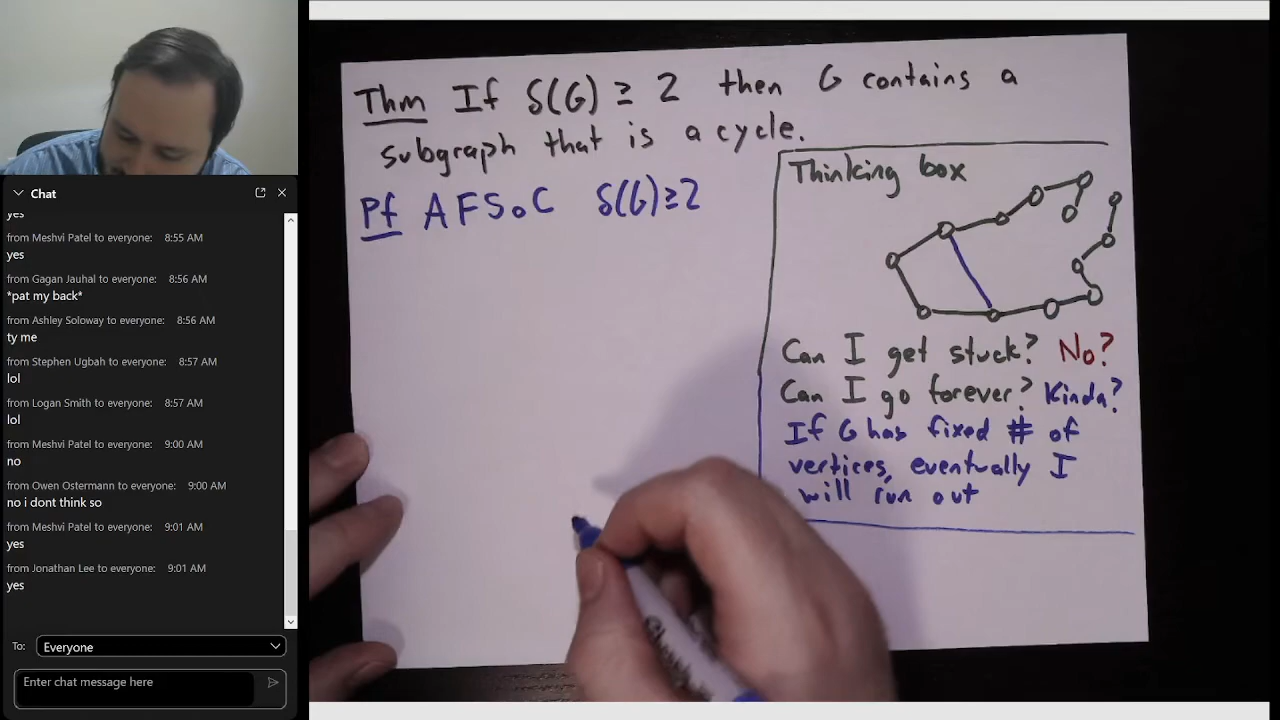 Chat
yes
from Meshvi Patel to everyone: 8:55 AM
yes
from Gagan Jauhal to everyone: 8:56 AM
*pat my back*
from Ashley Soloway to everyone: 8:56 AM
ty me
from Stephen Ugbah to everyone: 8:57 AM
lol
from Logan Smith to everyone: 8:57 AM
lol
from Meshvi Patel to everyone: 9:00 AM
no
from Owen Ostermann to everyone: 9:00 AM
no i dont think so
from Meshvi Patel to everyone: 9:01 AM
yes
from Jonathan Lee to everyone: 9:01 AM
yes
To: Everyone
Enter chat message here
Thm If δ(G) ≥ 2 then G contains a
subgraph that is a cycle.
Pf AFSoC δ(G)≥2
Thinking box
Can I get stuck? No?
Can I go forever? Kinda?
If G has fixed # of
vertices, eventually I
will run out